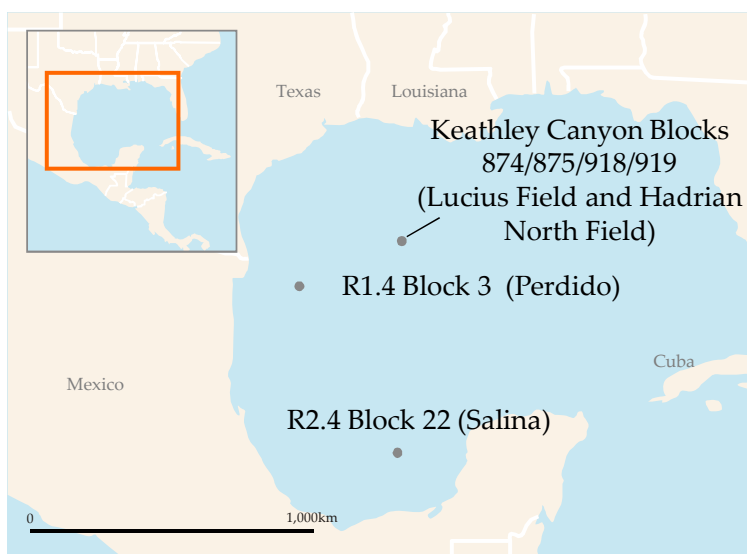 Texas
Louisiana
Keathley Canyon Blocks
874/875/918/919
(Lucius Field and Hadrian
North Field)
R1.4 Block 3 (Perdido)
Cuba
Mexico
R2.4 Block 22 (Salina)
0
1,000km